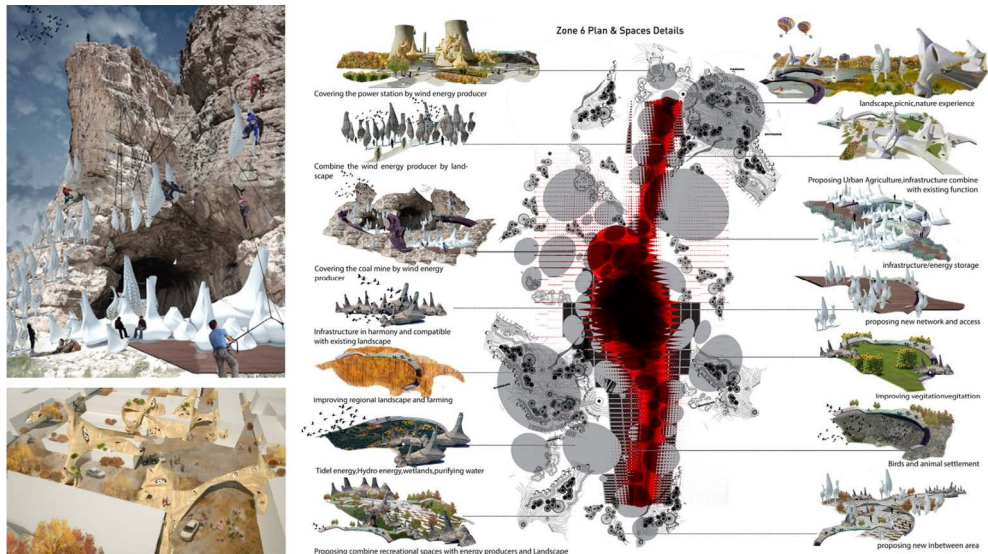 Zone 6 Plan & Spaces Details
Covering the power station by wind energy producer
Combine the wind energy producer by land-
scape
Covering the coal mine by wind energy
producer
Infrastructure in harmony and compatible
with existing landscape
Improving regional landscape and farming
Tidel energy,Hydro energy,wetlands,purifying water
Proposing combine recreational spaces with energy producers and Landscape
landscape,picnic,nature experience
Proposing Urban Agriculture,infrastructure combine
with existing function
infrastructure/energy storage
proposing new network and access
Improving vegitationvegitattion
Birds and animal settlement
proposing new inbetween area